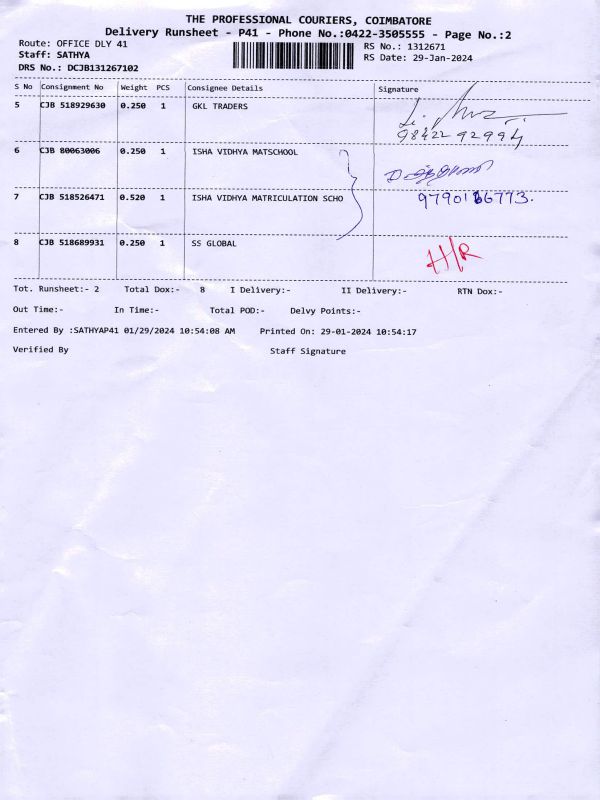 THE PROFESSIONAL COURIERS, COIMBATORE
Delivery Runsheet - P41 - Phone No.:0422-3505555 - Page No.:2
Route: OFFICE DLY 41
RS No.: 1312671
Staff: SATHYA
RS Date: 29-Jan-2024
DRS No.: DCJB131267102
S No Consignment No Weight PCS Consignee Details Signature
5 CJB 518929630 0.250 1 GKL TRADERS
98422 92994
6 CJB 80063006 0.250 1 ISHA VIDHYA MATSCHOOL
7 CJB 518526471 0.520 1 ISHA VIDHYA MATRICULATION SCHO
8 CJB 518689931 0.250 1 SS GLOBAL
Tot. Runsheet:- 2 Total Dox:- 8 I Delivery:- II Delivery:- RTN Dox:-
Out Time:- In Time:- Total POD:- Delvy Points:-
Entered By :SATHYAP41 01/29/2024 10:54:08 AM Printed On: 29-01-2024 10:54:17
Verified By Staff Signature